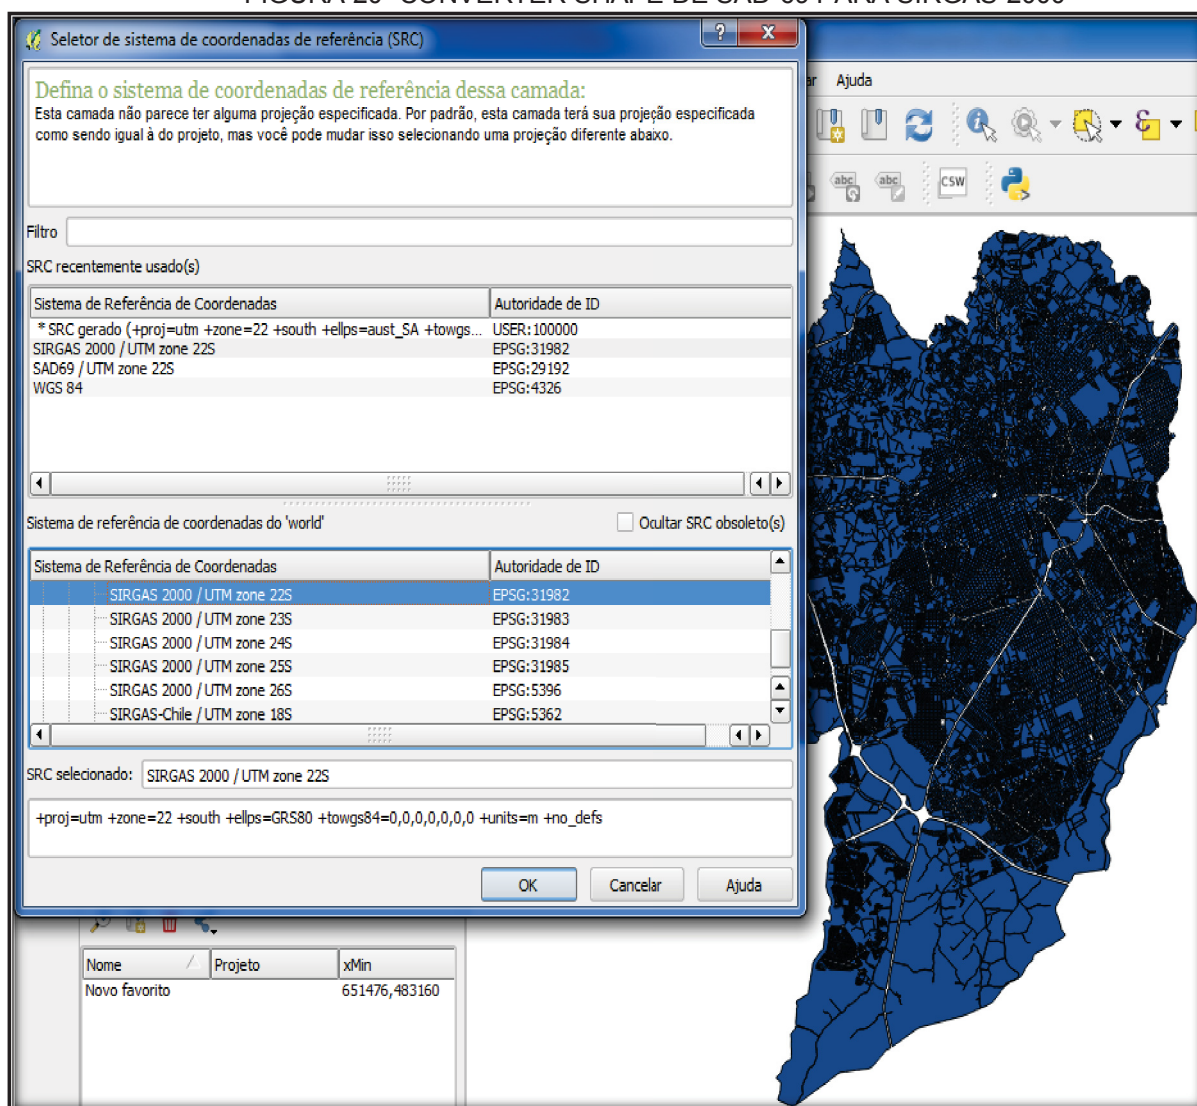 Seletor de sistema de coordenadas de referência (SRC)
Defina o sistema de coordenadas de referência dessa camada:
Esta camada não parece ter alguma projeção especificada. Por padrão, esta camada terá sua projeção especificada
como sendo igual à do projeto, mas você pode mudar isso selecionando uma projeção diferente abaixo.
Ajuda
abc abc CSW
Filtro
SRC recentemente usado(s)
Sistema de Referência de Coordenadas Autoridade de ID
* SRC gerado (+proj=utm +zone=22 +south +ellps=aust_SA +towgs... USER:100000
SIRGAS 2000 / UTM zone 22S EPSG:31982
SAD69 / UTM zone 22S EPSG:29192
WGS 84 EPSG:4326
Sistema de referência de coordenadas do 'world' Ocultar SRC obsoleto(s)
Sistema de Referência de Coordenadas Autoridade de ID
SIRGAS 2000 / UTM zone 22S EPSG:31982
SIRGAS 2000 / UTM zone 23S EPSG:31983
SIRGAS 2000 / UTM zone 24S EPSG:31984
SIRGAS 2000 / UTM zone 25S EPSG:31985
SIRGAS 2000 / UTM zone 26S EPSG:5396
SIRGAS-Chile / UTM zone 18S EPSG:5362
SRC selecionado: SIRGAS 2000 / UTM zone 22S
+proj=utm +zone=22 +south +ellps=GRS80 +towgs84=0,0,0,0,0,0,0 +units=m +no_defs
OK Cancelar Ajuda
Nome Projeto xMin
Novo favorito 651476,483160